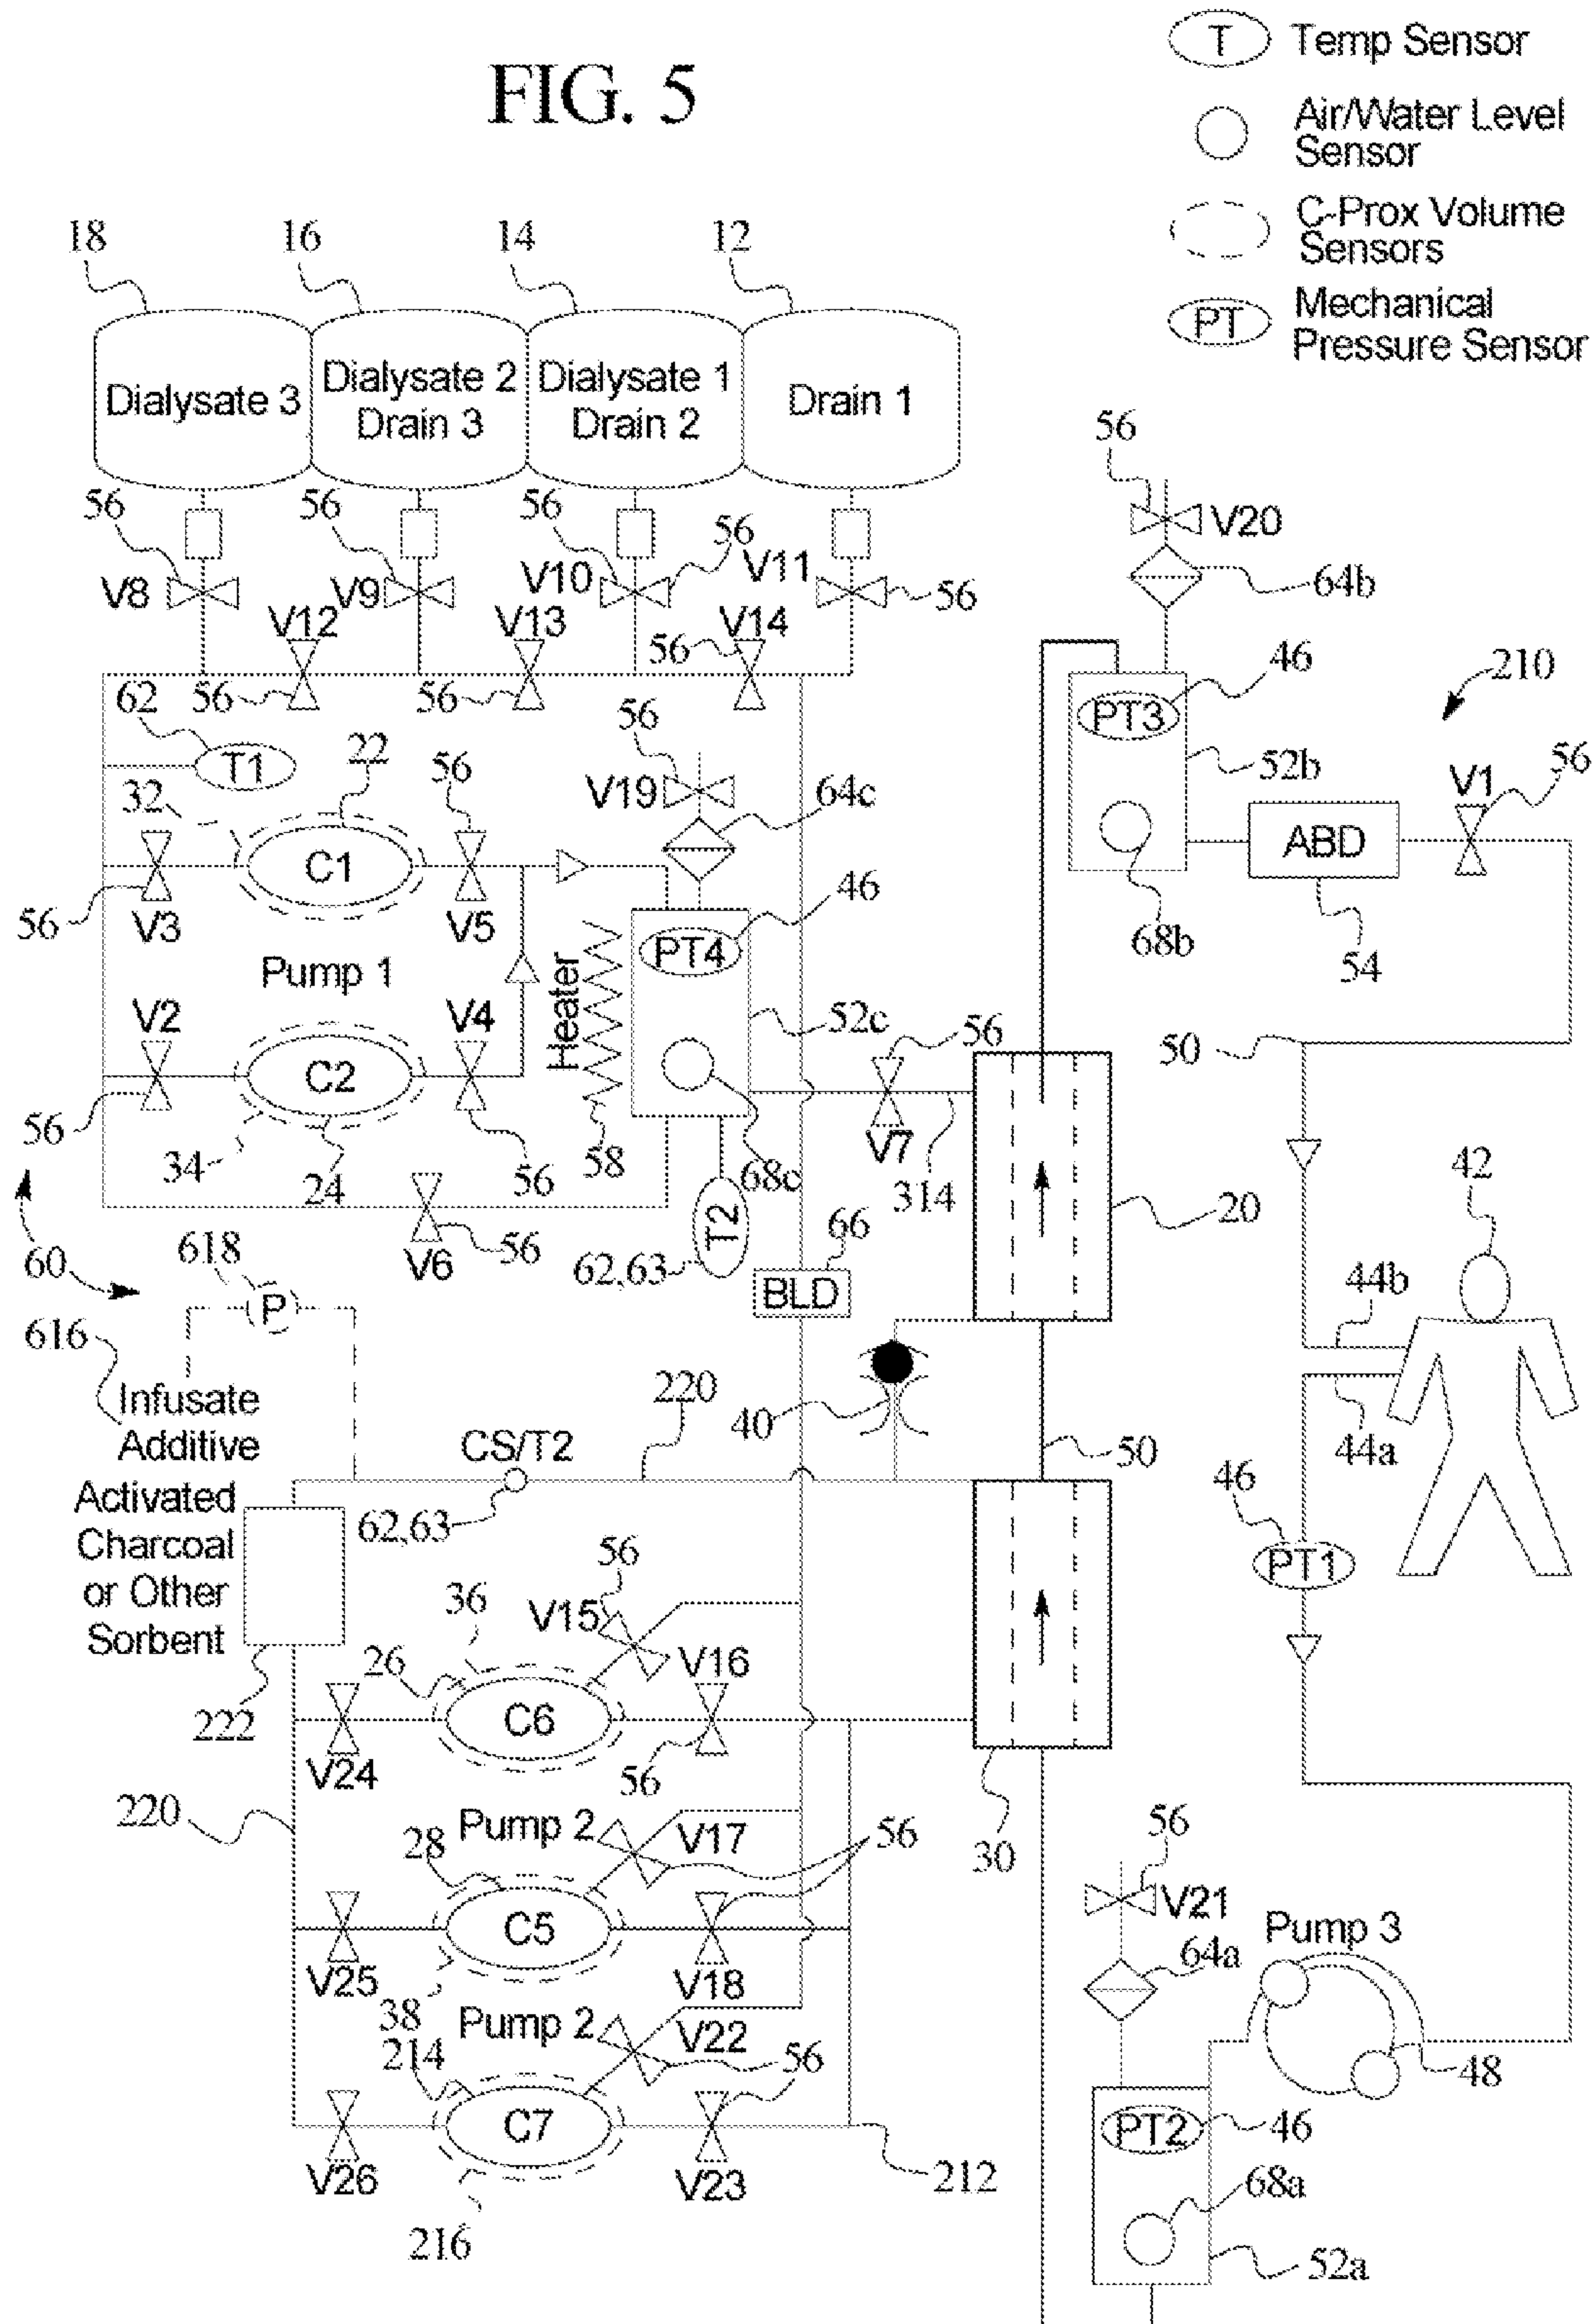 FIG. 5
T Temp Sensor
Air/Water Level
Sensor
C-Prox Volume
Sensors
PT Mechanical
Pressure Sensor
18 16 14 12
Dialysate 3
Dialysate 2
Drain 3
Dialysate 1
Drain 2
Drain 1
56 56 56 56 56
V8 V9 V10 V11 56
V12 V13 V14
56 56 56
56
V20
64b
46
210
PT3
52b
V1 56
68b
ABD
54
62
T1
22
32
56
C1
56 V3 V5
56
V19
64c
46
PT4
Pump 1
Heater
52c
V2 V4
C2
56
34 24 56
58
68c
56
V7
314
V6 56
T2
62,63
66
BLD
20
50
42
44b
44a
60
618
P
616
Infusate
Additive
CS/T2
220
40
50
62,63
Activated
Charcoal
or Other
Sorbent
222
46
PT1
56
V15
36
V16
26
C6
V24
56
30
220
Pump 2
28
V17
56
C5
V25
V18
38
Pump 2
V22
56
214
C7
V26
V23
212
216
56
V21
64a
Pump 3
48
PT2
46
68a
52a